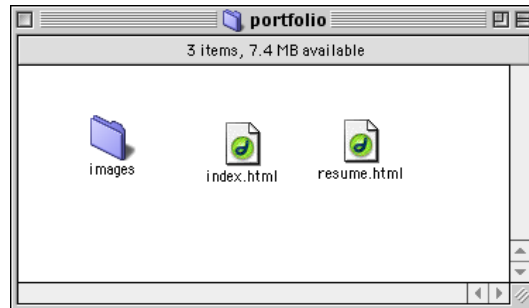 portfolio
3 items, 7.4 MB available
images
index.html
resume.html